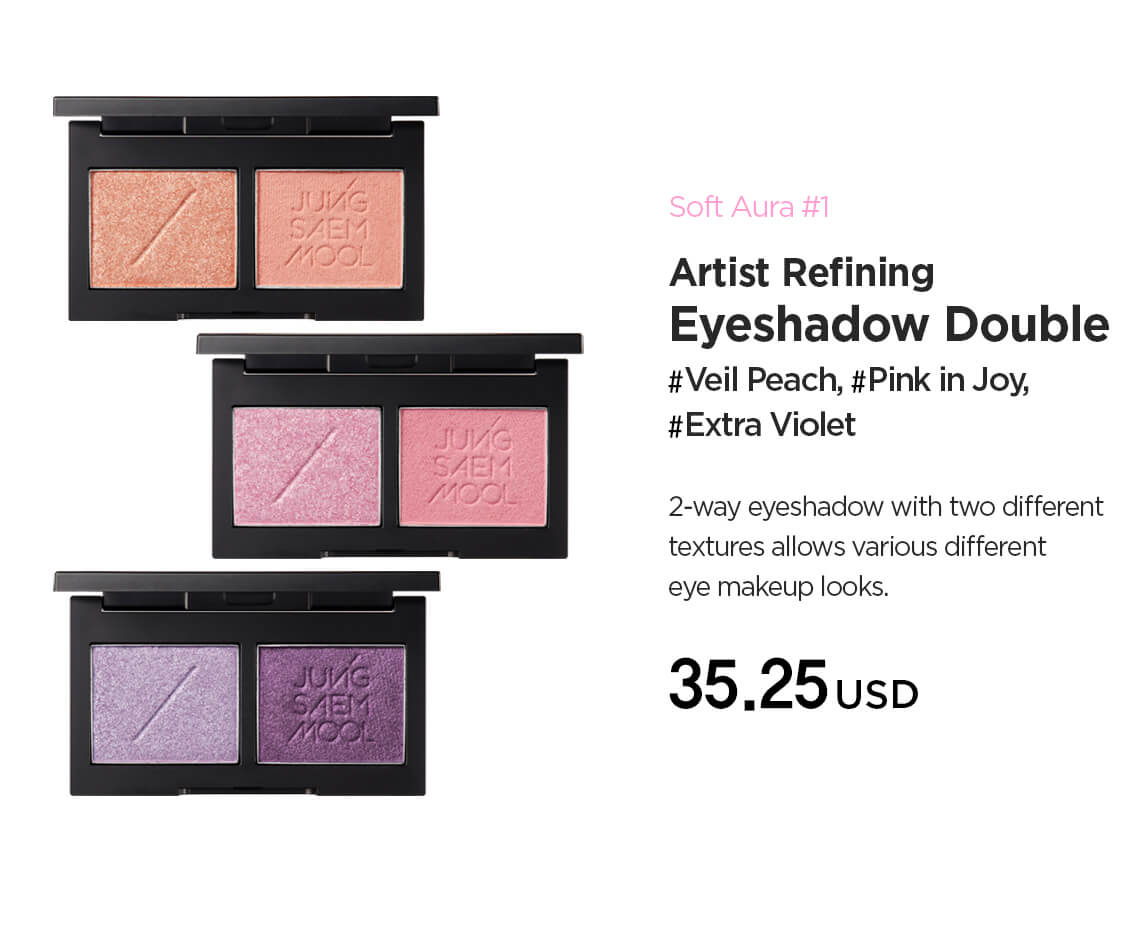 JUNG
SAEM
MOOL
JUNG
SAEM
MOOL
JUNG
SAEM
MOOL
Soft Aura #1
Artist Refining
Eyeshadow Double
#Veil Peach, #Pink in Joy,
#Extra Violet
2-way eyeshadow with two different
textures allows various different
eye makeup looks.
35.25 USD